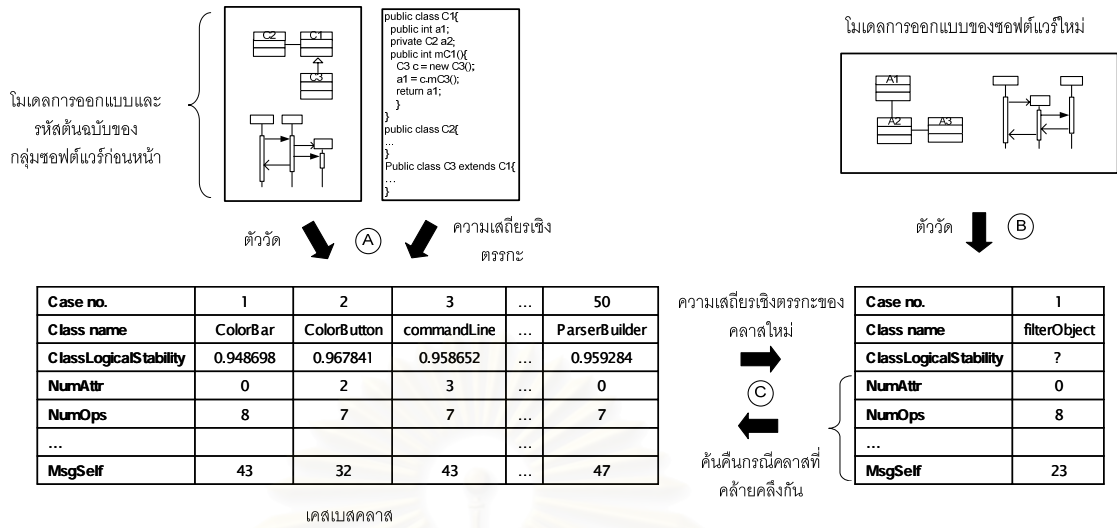 โมเดลการออกแบบและ
รหัสต้นฉบับของ
กลุ่มซอฟต์แวร์ก่อนหน้า
C2 C1
C3
public class C1{
public int a1;
private C2 a2;
public int mC1(){
C3 c = new C3();
a1 = c.mC3();
return a1;
}
}
public class C2{
...
}
Public class C3 extends C1{
...
}
โมเดลการออกแบบของซอฟต์แวร์ใหม่
A1
A2 A3
ตัววัด
A
ความเสถียรเชิง
ตรรกะ
ตัววัด
B
Case no. 1 2 3 ... 50
Class name ColorBar ColorButton commandLine ... ParserBuilder
ClassLogicalStability 0.948698 0.967841 0.958652 ... 0.959284
NumAttr 0 2 3 ... 0
NumOps 8 7 7 ... 7
... ...
MsgSelf 43 32 43 ... 47
เคสเบสคลาส
ความเสถียรเชิงตรรกะของ
คลาสใหม่
C
ค้นคืนกรณีคลาสที่
คล้ายคลึงกัน
Case no. 1
Class name filterObject
ClassLogicalStability ?
NumAttr 0
NumOps 8
...
MsgSelf 23